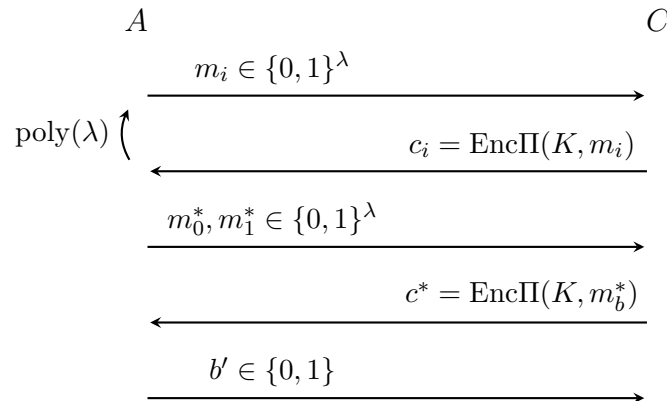 A C
m_i ∈ {0, 1}^λ
poly(λ)
c_i = EncΠ(K, m_i)
m_0^*, m_1^* ∈ {0, 1}^λ
c^* = EncΠ(K, m_b^*)
b′ ∈ {0, 1}